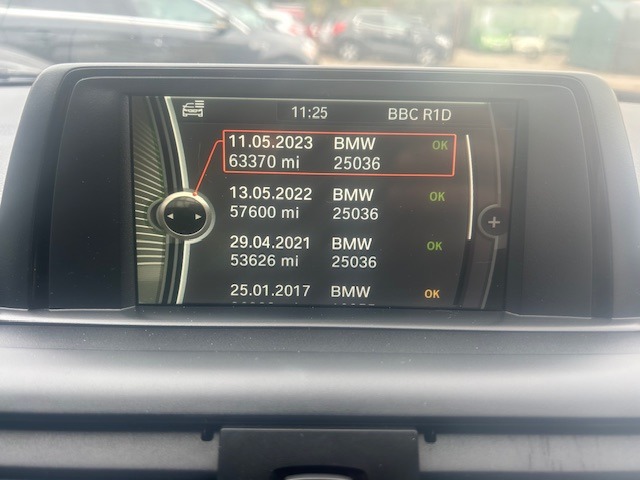 11:25 BBC R1D
11.05.2023 BMW OK
63370 mi 25036
13.05.2022 BMW OK
57600 mi 25036
29.04.2021 BMW OK
53626 mi 25036
25.01.2017 BMW OK